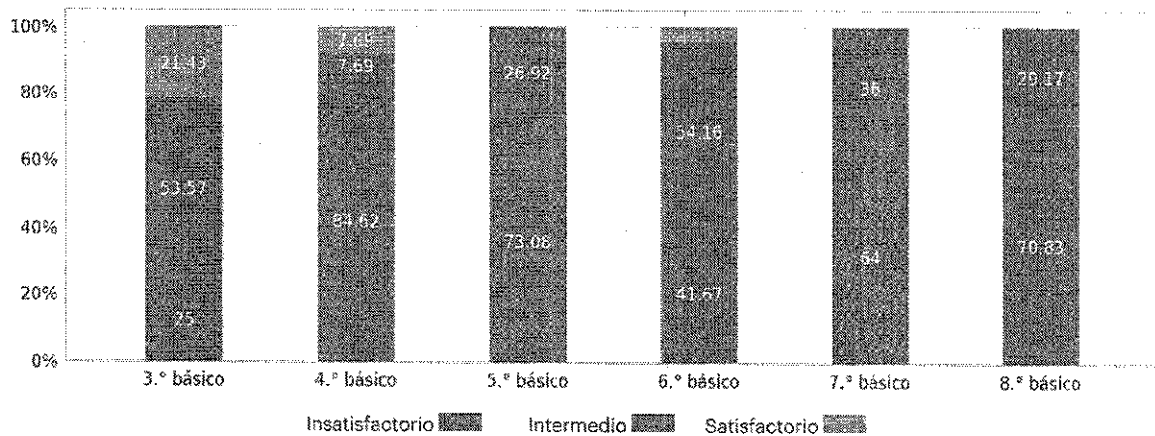 100%
80%
60%
40%
20%
0%
21.43
53.57
25
7.69
7.69
84.62
26.92
73.08
54.16
41.67
36
64
29.17
70.83
3.° básico
4.° básico
5.° básico
6.° básico
7.° básico
8.° básico
Insatisfactorio
Intermedio
Satisfactorio